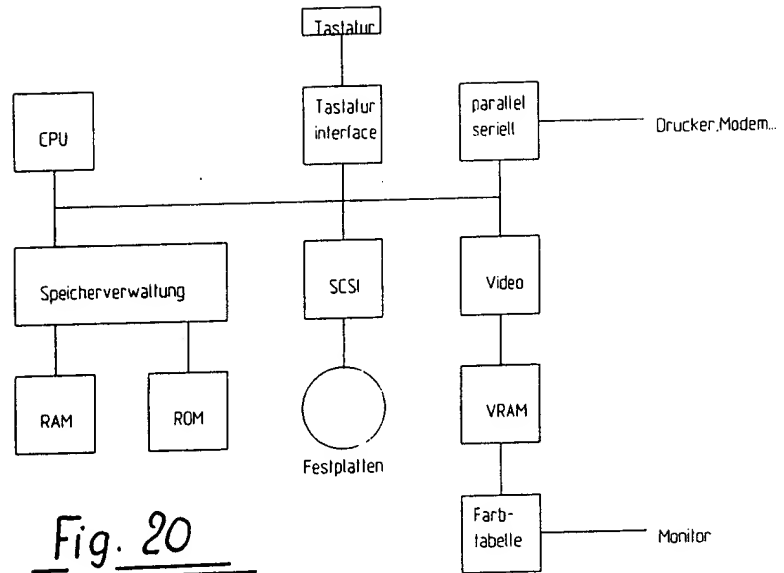 Tastatur
CPU
Tastatur
interface
parallel
seriell
Drucker,Modem...
Speicherverwaltung
SCSI
Video
RAM
ROM
VRAM
Festplatten
Farb-
tabelle
Monitor
Fig. 20